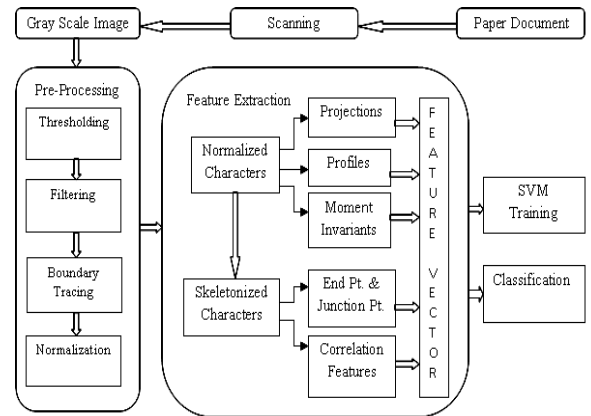 Gray Scale Image
Scanning
Paper Document
Pre-Processing
Thresholding
Filtering
Boundary
Tracing
Normalization
Feature Extraction
Normalized
Characters
Skeletonized
Characters
Projections
Profiles
Moment
Invariants
End Pt. &
Junction Pt.
Correlation
Features
F
E
A
T
U
R
E
V
E
C
T
O
R
SVM
Training
Classification